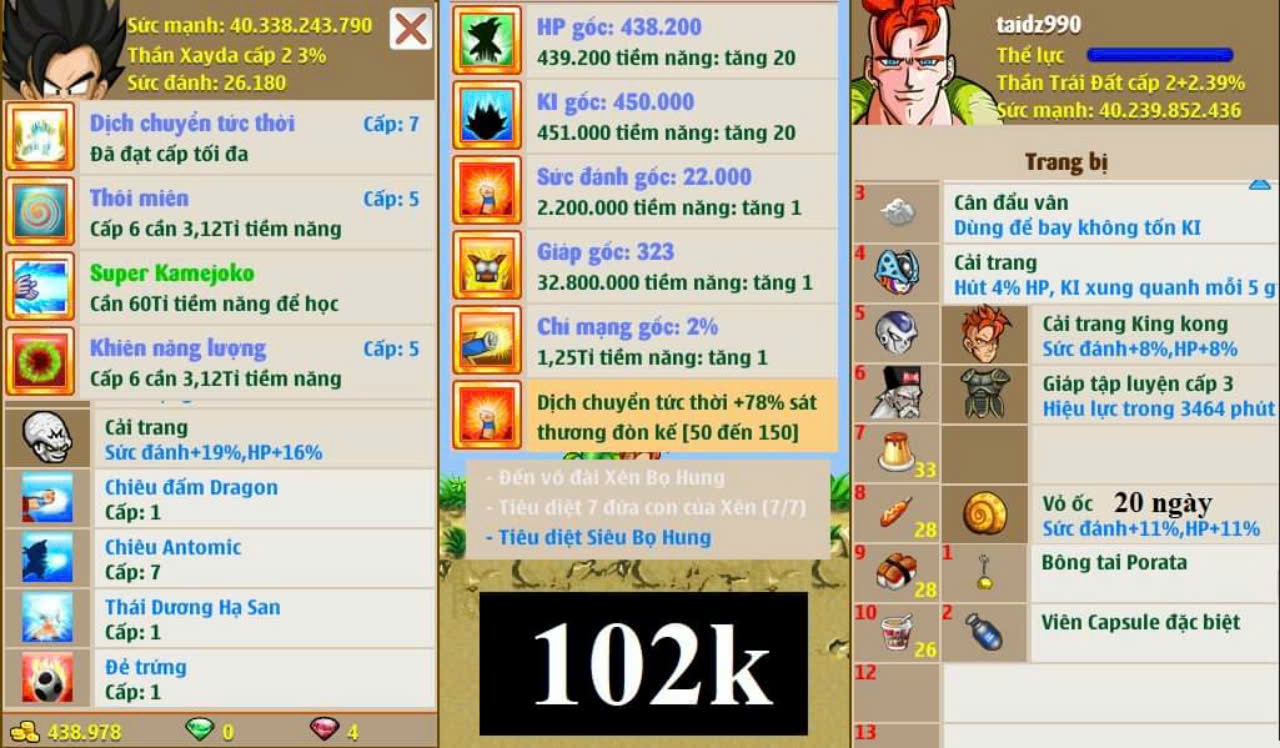 Sức mạnh: 40.338.243.790
Thần Xayda cấp 2 3%
Sức đánh: 26.180
Dịch chuyển tức thời Cấp: 7
Đã đạt cấp tối đa
Thôi miên Cấp: 5
Cấp 6 cần 3,12Tỉ tiềm năng
Super Kamejoko
Cần 60Tỉ tiềm năng để học
Khiên năng lượng Cấp: 5
Cấp 6 cần 3,12Tỉ tiềm năng
Cải trang
Sức đánh+19%,HP+16%
Chiêu đấm Dragon
Cấp: 1
Chiêu Antomic
Cấp: 7
Thái Dương Hạ San
Cấp: 1
Đẻ trứng
Cấp: 1
438.978 0 4
HP gốc: 438.200
439.200 tiềm năng: tăng 20
KI gốc: 450.000
451.000 tiềm năng: tăng 20
Sức đánh gốc: 22.000
2.200.000 tiềm năng: tăng 1
Giáp gốc: 323
32.800.000 tiềm năng: tăng 1
Chí mạng gốc: 2%
1,25Tỉ tiềm năng: tăng 1
Dịch chuyển tức thời +78% sát
thương đòn kế [50 đến 150]
- Đến võ đài Xên Bọ Hung
- Tiêu diệt 7 đứa con của Xên (7/7)
- Tiêu diệt Siêu Bọ Hung
102k
taidz990
Thể lực
Thần Trái Đất cấp 2+2.39%
Sức mạnh: 40.239.852.436
Trang bị
3 Cân đẩu vân
Dùng để bay không tốn KI
4 Cải trang
Hút 4% HP, KI xung quanh mỗi 5 g
5 Cải trang King kong
Sức đánh+8%,HP+8%
6 Giáp tập luyện cấp 3
Hiệu lực trong 3464 phút
7 33
8 28 Vỏ ốc 20 ngày
Sức đánh+11%,HP+11%
9 28 1 Bông tai Porata
10 26 2 Viên Capsule đặc biệt
12
13